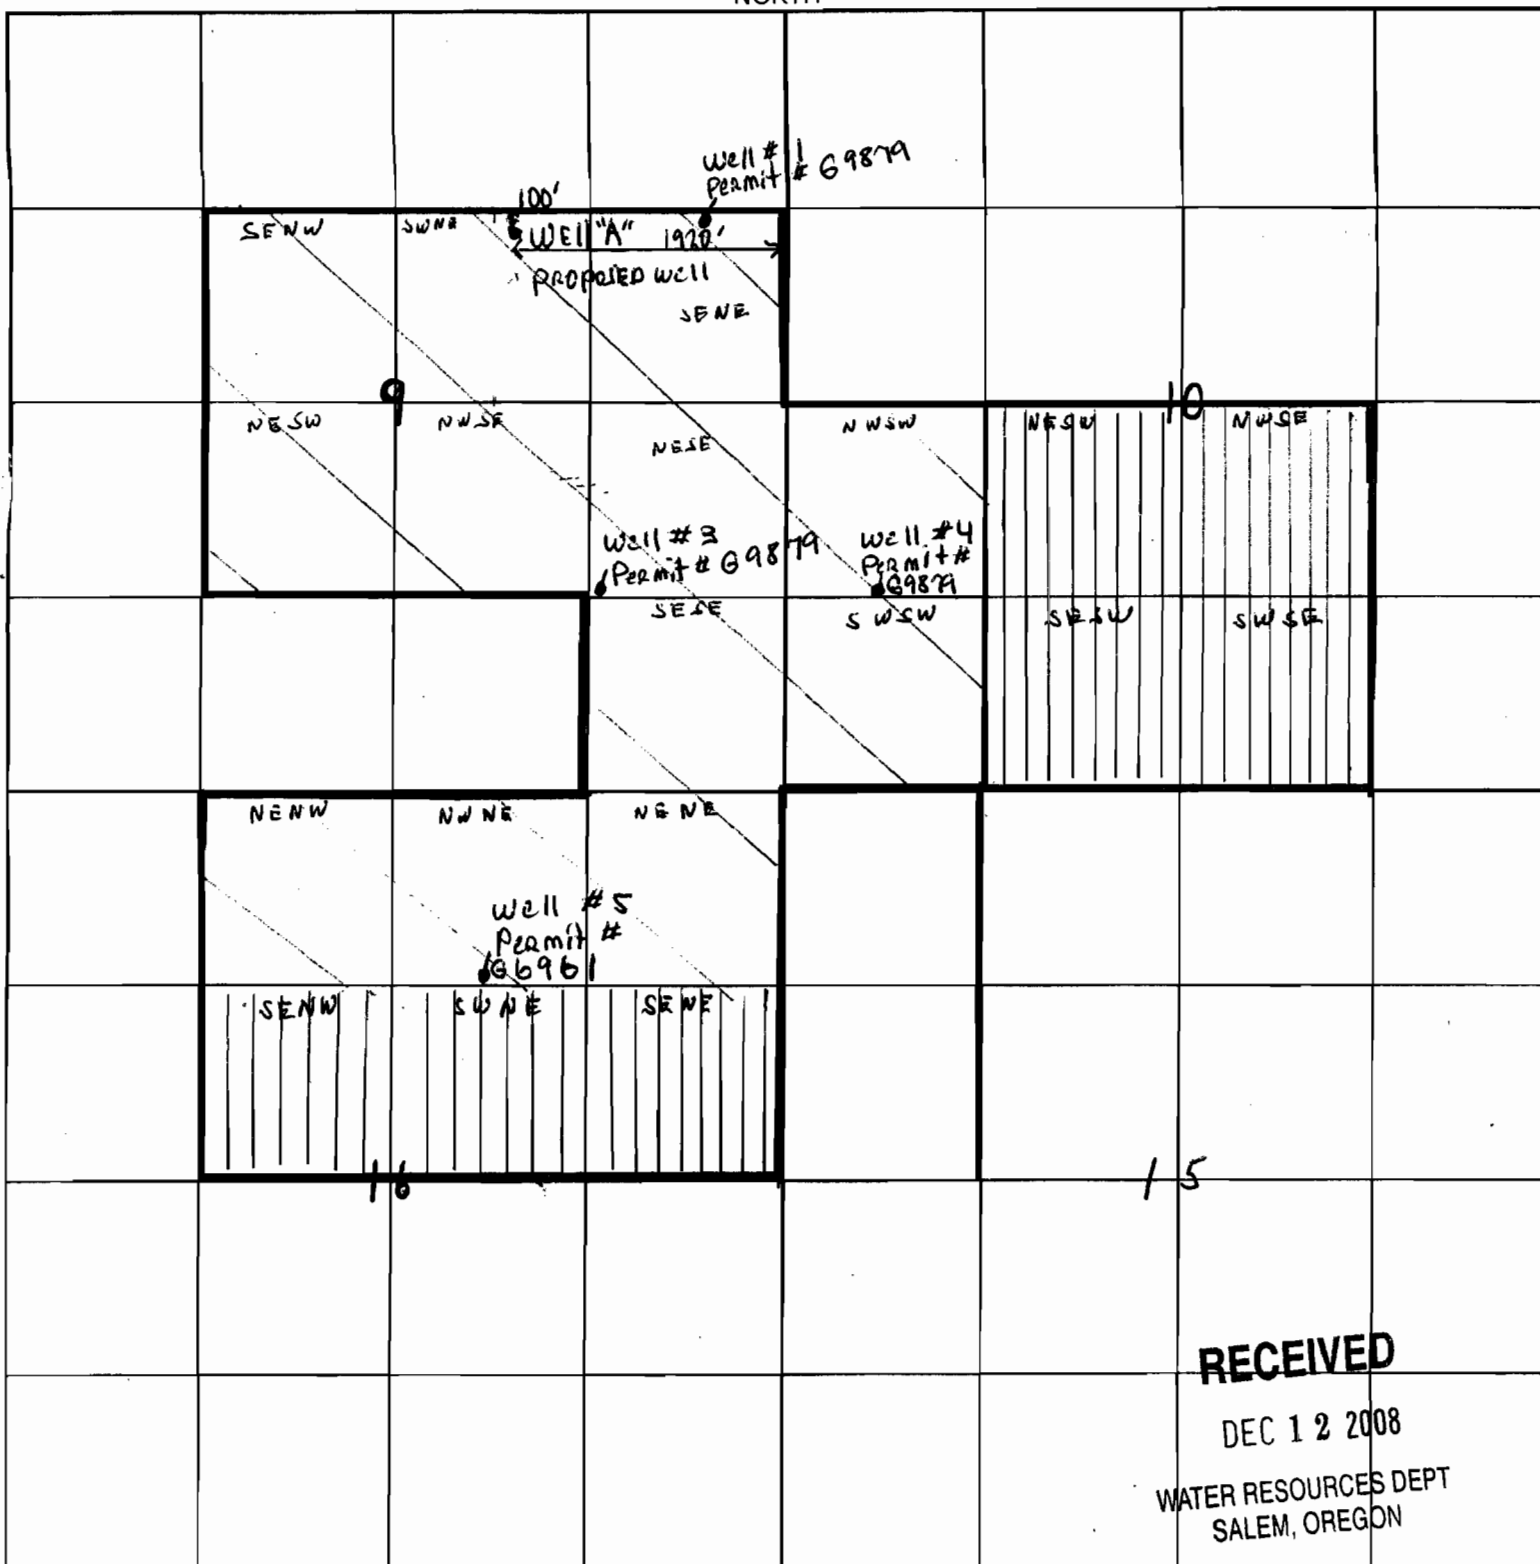 NORTH
Well # 1
Permit # G9879
100'
SENW
SWNE
WEll "A" 1920'
PROPOSED well
SENE
9
10
NESW
NWSE
NESE
NWSW
NESW
NWSE
Well # 3
Permit # G9879
Well #4
Permit #
G9879
SESE
SWSW
SESW
SWSE
NENW
NWNE
NENE
Well #5
Permit #
G6961
SENW
SWNE
SENE
16
15
RECEIVED
DEC 12 2008
WATER RESOURCES DEPT
SALEM, OREGON